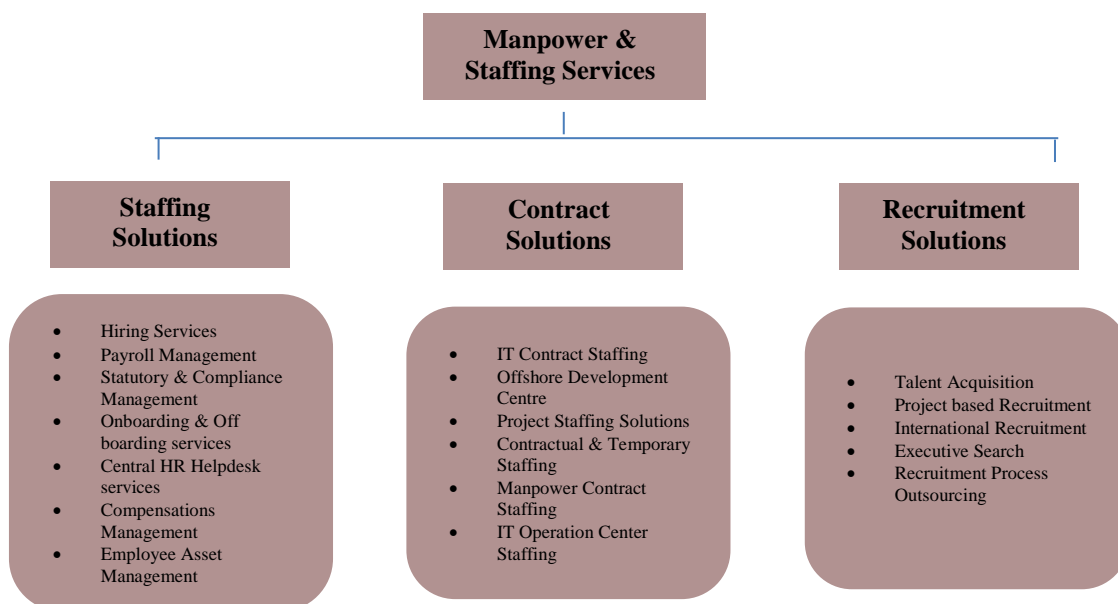 Manpower &
Staffing Services
Staffing
Solutions
Contract
Solutions
Recruitment
Solutions
• Hiring Services
• Payroll Management
• Statutory & Compliance
Management
• Onboarding & Off
boarding services
• Central HR Helpdesk
services
• Compensations
Management
• Employee Asset
Management
• IT Contract Staffing
• Offshore Development
Centre
• Project Staffing Solutions
• Contractual & Temporary
Staffing
• Manpower Contract
Staffing
• IT Operation Center
Staffing
• Talent Acquisition
• Project based Recruitment
• International Recruitment
• Executive Search
• Recruitment Process
Outsourcing